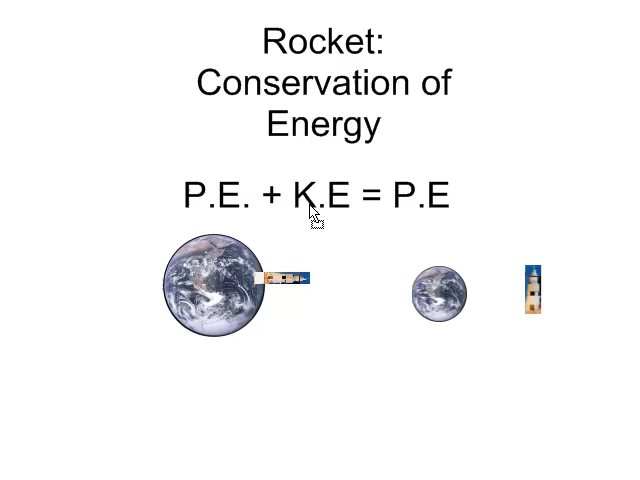 Rocket:
Conservation of
Energy
P.E. + K.E = P.E